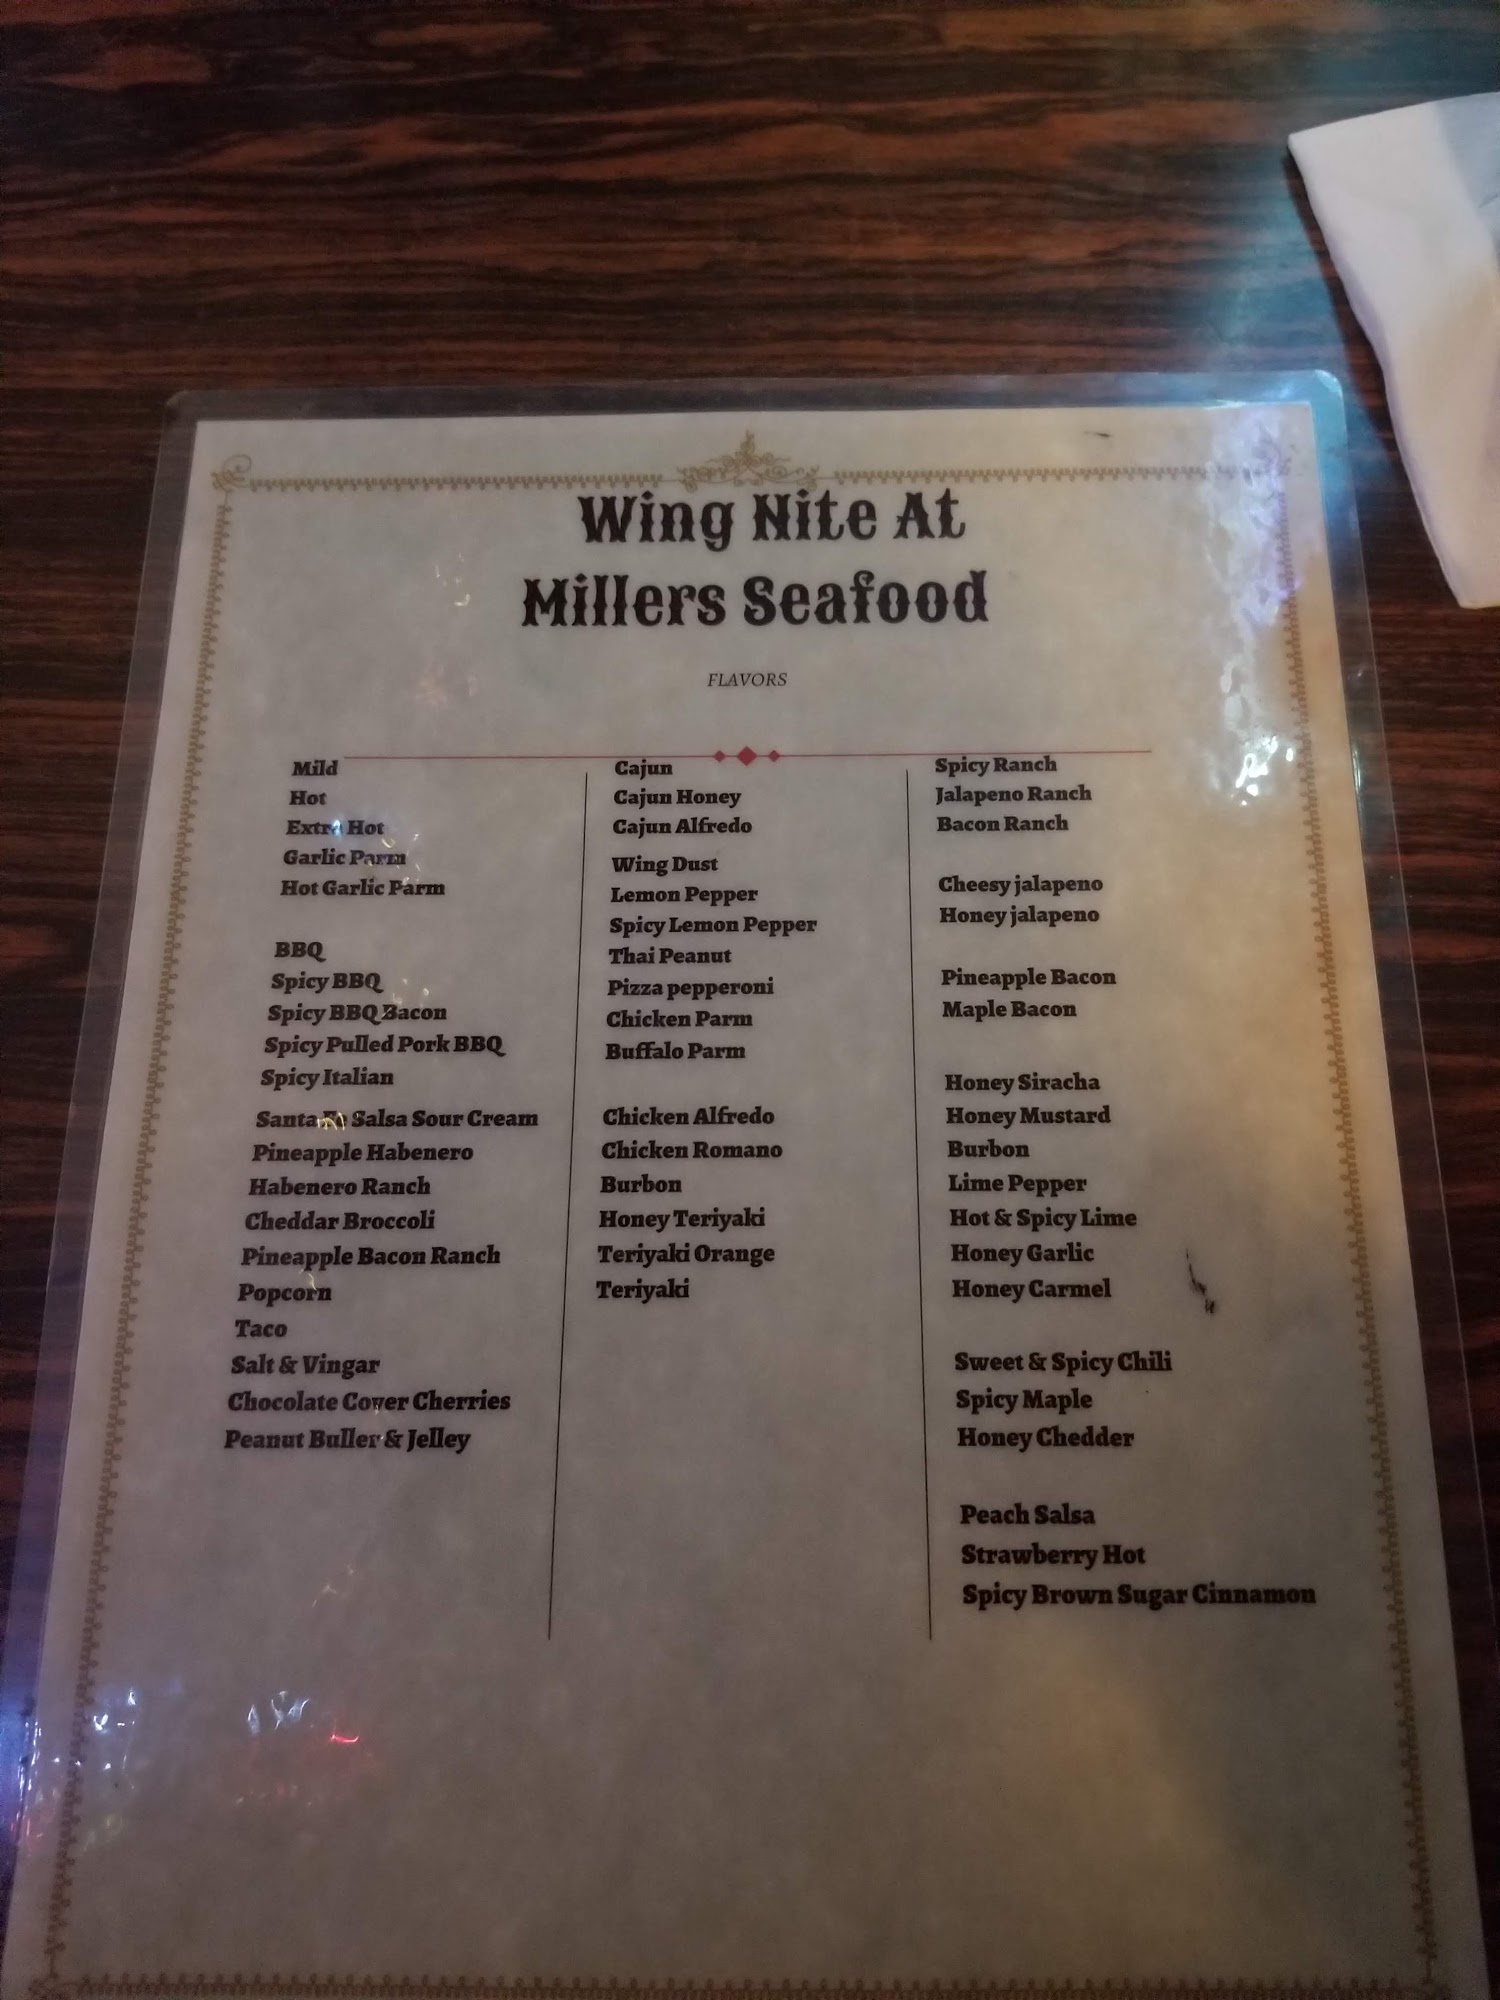 Wing Nite At
Millers Seafood
FLAVORS
Mild
Hot
Extra Hot
Garlic Parm
Hot Garlic Parm
BBQ
Spicy BBQ
Spicy BBQ Bacon
Spicy Pulled Pork BBQ
Spicy Italian
Santa Salsa Sour Cream
Pineapple Habenero
Habenero Ranch
Cheddar Broccoli
Pineapple Bacon Ranch
Popcorn
Taco
Salt & Vingar
Chocolate Cover Cherries
Peanut Buller & Jelley
Cajun
Cajun Honey
Cajun Alfredo
Wing Dust
Lemon Pepper
Spicy Lemon Pepper
Thai Peanut
Pizza pepperoni
Chicken Parm
Buffalo Parm
Chicken Alfredo
Chicken Romano
Burbon
Honey Teriyaki
Teriyaki Orange
Teriyaki
Spicy Ranch
Jalapeno Ranch
Bacon Ranch
Cheesy jalapeno
Honey jalapeno
Pineapple Bacon
Maple Bacon
Honey Siracha
Honey Mustard
Burbon
Lime Pepper
Hot & Spicy Lime
Honey Garlic
Honey Carmel
Sweet & Spicy Chili
Spicy Maple
Honey Chedder
Peach Salsa
Strawberry Hot
Spicy Brown Sugar Cinnamon